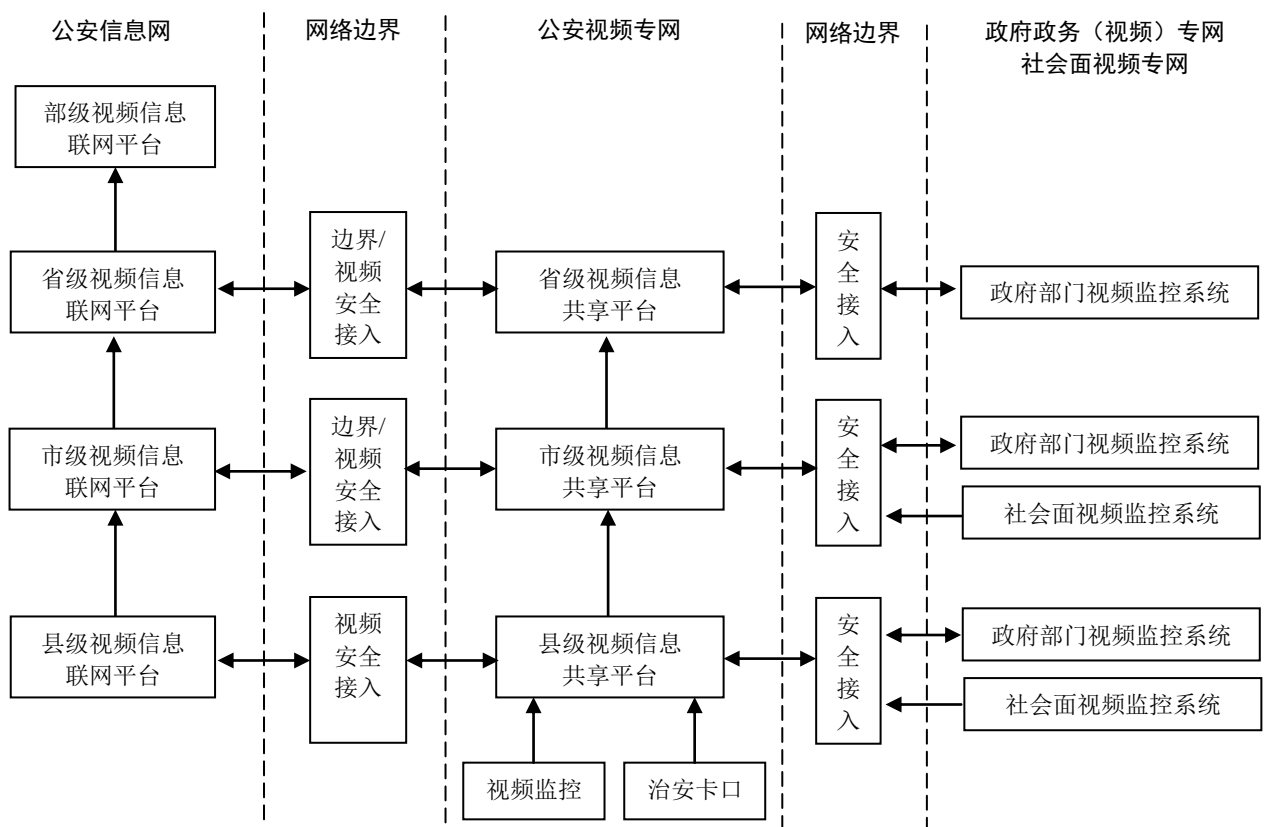 公安信息网
网络边界
公安视频专网
网络边界
政府政务（视频）专网
社会面视频专网
部级视频信息
联网平台
省级视频信息
联网平台
边界/
视频
安全
接入
省级视频信息
共享平台
安
全
接
入
政府部门视频监控系统
市级视频信息
联网平台
边界/
视频
安全
接入
市级视频信息
共享平台
安
全
接
入
政府部门视频监控系统
社会面视频监控系统
县级视频信息
联网平台
视频
安全
接入
县级视频信息
共享平台
安
全
接
入
政府部门视频监控系统
社会面视频监控系统
视频监控
治安卡口